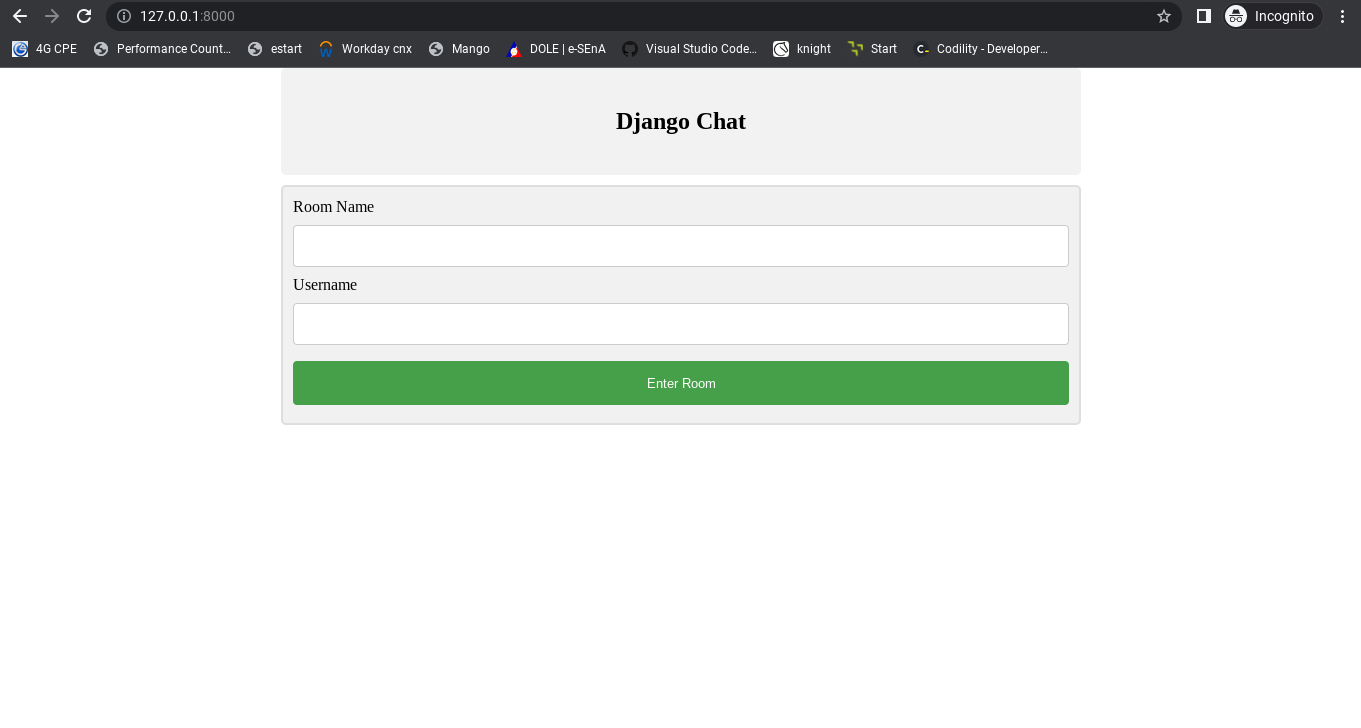 127.0.0.1:8000
Incognito
4G CPE Performance Count... estart Workday cnx Mango DOLE | e-SEnA Visual Studio Code... knight Start Codility - Developer...
Django Chat
Room Name
Username
Enter Room